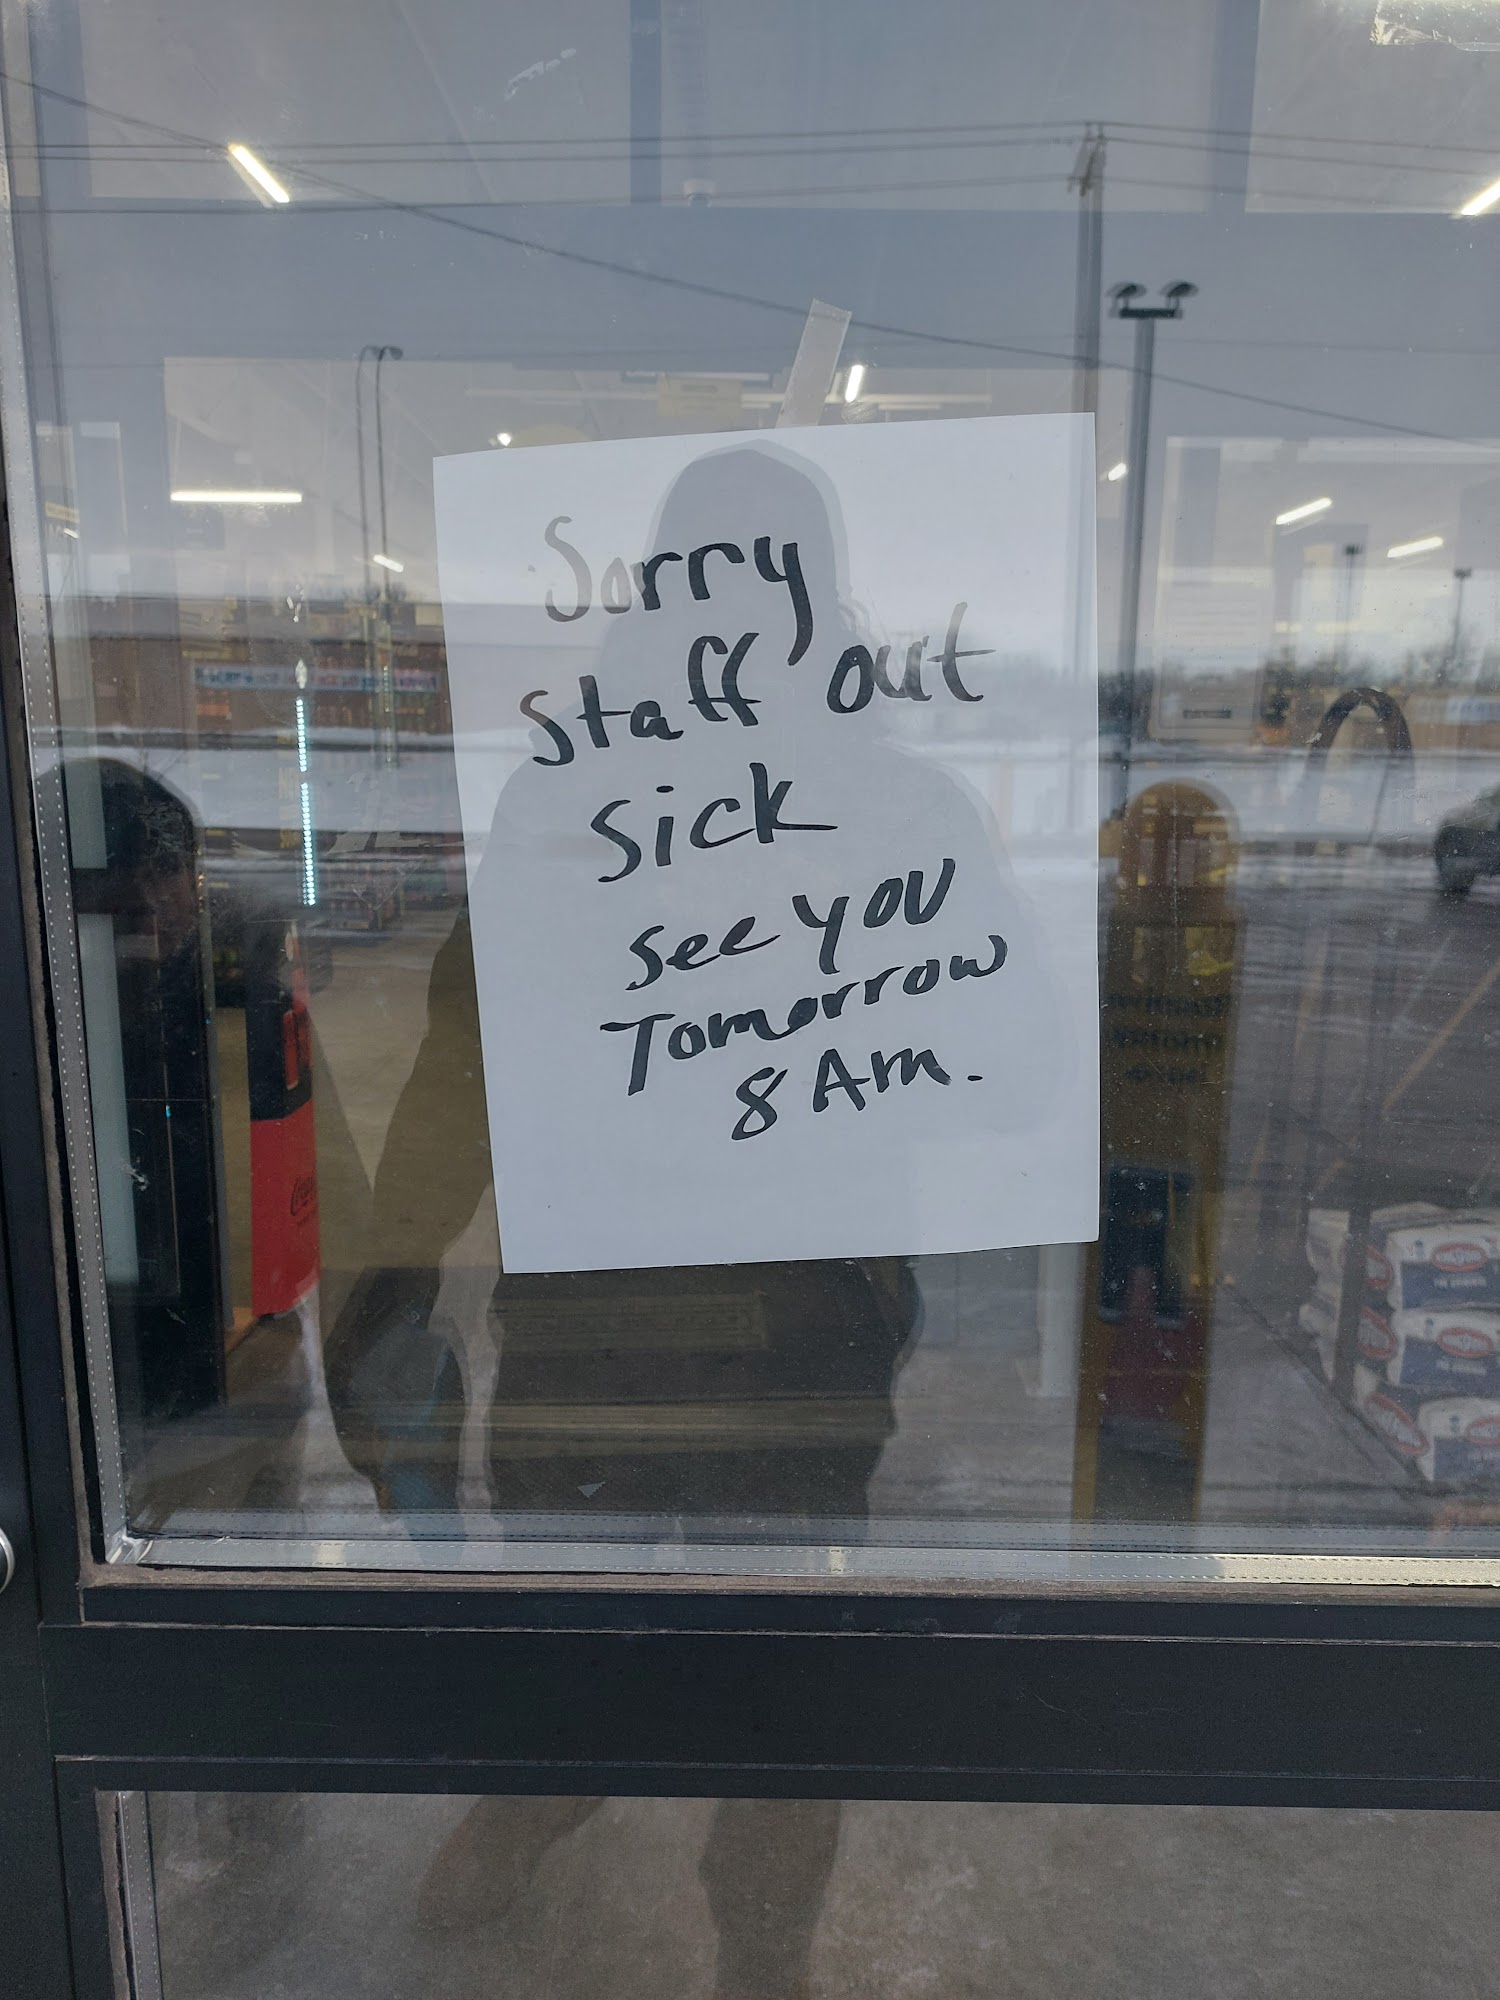 Sorry
Staff out
Sick
See you
Tomorrow
8 Am.